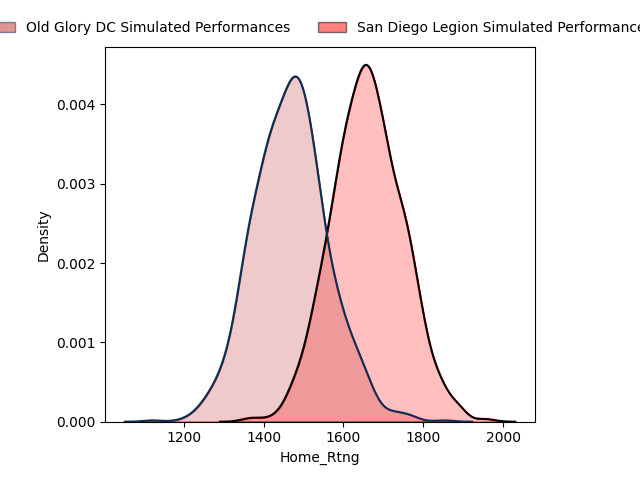 Old Glory DC Simulated Performances San Diego Legion Simulated Performance
0.004
0.003
0.002
0.001
0.000
Density
1200 1400 1600 1800 2000
Home_Rtng